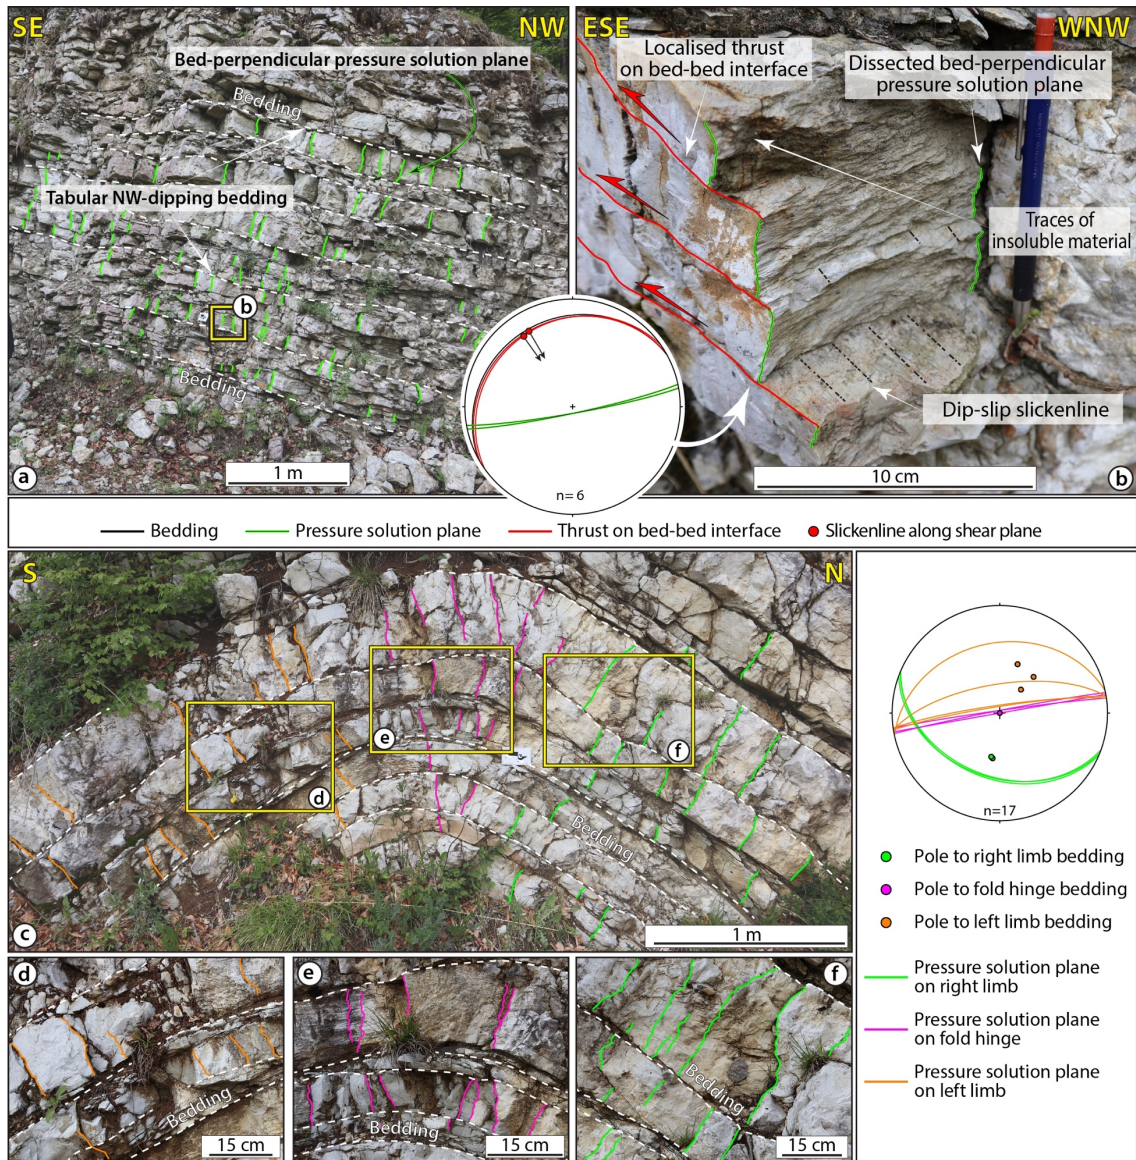 SE
NW
Bed-perpendicular pressure solution plane
Bedding
Tabular NW-dipping bedding
b
Bedding
a
1 m
ESE
WNW
Localised thrust
on bed-bed interface
Dissected bed-perpendicular
pressure solution plane
Traces of
insoluble material
Dip-slip slickenline
10 cm
b
n= 6
Bedding
Pressure solution plane
Thrust on bed-bed interface
Slickenline along shear plane
S
N
e
f
d
Bedding
c
1 m
n=17
Pole to right limb bedding
Pole to fold hinge bedding
Pole to left limb bedding
Pressure solution plane
on right limb
Pressure solution plane
on fold hinge
Pressure solution plane
on left limb
d
Bedding
15 cm
e
Bedding
15 cm
f
Bedding
15 cm